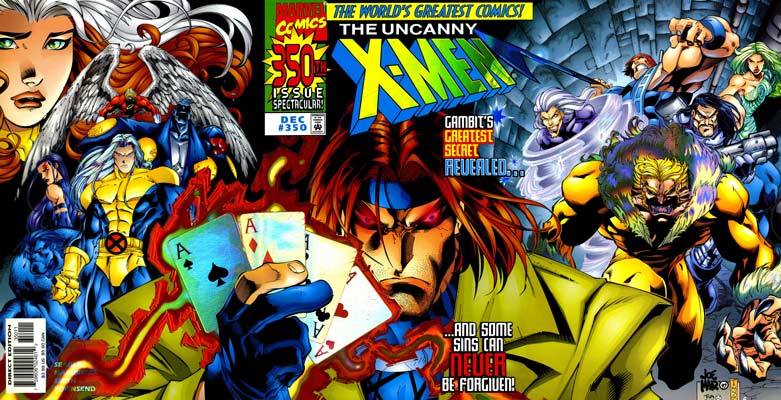 MARVEL
COMICS
350TH
ISSUE
SPECTACULAR!
DEC
#350
THE WORLD'S GREATEST COMICS!
THE UNCANNY
X-MEN
GAMBIT'S
GREATEST
SECRET
REVEALED...
...AND SOME
SINS CAN
NEVER
BE FORGIVEN!
A
A
A
A
DIRECT EDITION